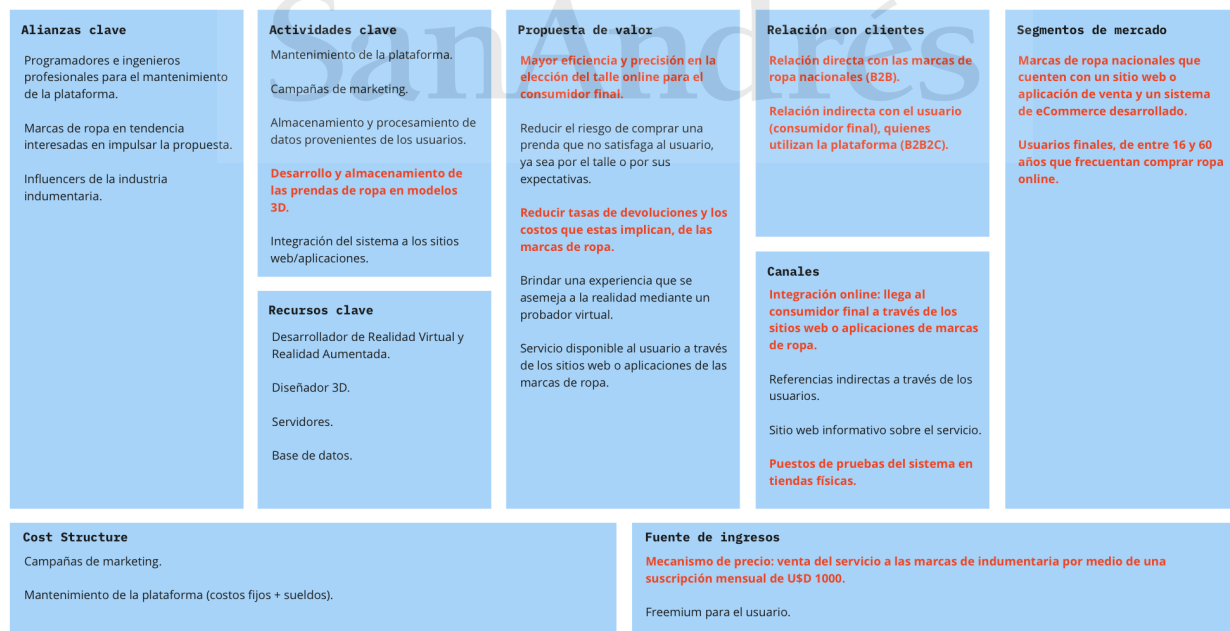 SanAndrés
Alianzas clave
Programadores e ingenieros
profesionales para el mantenimiento
de la plataforma.
Marcas de ropa en tendencia
interesadas en impulsar la propuesta.
Influencers de la industria
indumentaria.
Actividades clave
Mantenimiento de la plataforma.
Campañas de marketing.
Almacenamiento y procesamiento de
datos provenientes de los usuarios.
Desarrollo y almacenamiento de
las prendas de ropa en modelos
3D.
Integración del sistema a los sitios
web/aplicaciones.
Recursos clave
Desarrollador de Realidad Virtual y
Realidad Aumentada.
Diseñador 3D.
Servidores.
Base de datos.
Propuesta de valor
Mayor eficiencia y precisión en la
elección del talle online para el
consumidor final.
Reducir el riesgo de comprar una
prenda que no satisfaga al usuario,
ya sea por el talle o por sus
expectativas.
Reducir tasas de devoluciones y los
costos que estas implican, de las
marcas de ropa.
Brindar una experiencia que se
asemeja a la realidad mediante un
probador virtual.
Servicio disponible al usuario a través
de los sitios web o aplicaciones de las
marcas de ropa.
Relación con clientes
Relación directa con las marcas de
ropa nacionales (B2B).
Relación indirecta con el usuario
(consumidor final), quienes
utilizan la plataforma (B2B2C).
Canales
Integración online: llega al
consumidor final a través de los
sitios web o aplicaciones de marcas
de ropa.
Referencias indirectas a través de los
usuarios.
Sitio web informativo sobre el servicio.
Puestos de pruebas del sistema en
tiendas físicas.
Segmentos de mercado
Marcas de ropa nacionales que
cuenten con un sitio web o
aplicación de venta y un sistema
de eCommerce desarrollado.
Usuarios finales, de entre 16 y 60
años que frecuentan comprar ropa
online.
Cost Structure
Campañas de marketing.
Mantenimiento de la plataforma (costos fijos + sueldos).
Fuente de ingresos
Mecanismo de precio: venta del servicio a las marcas de indumentaria por medio de una
suscripción mensual de U$D 1000.
Freemium para el usuario.